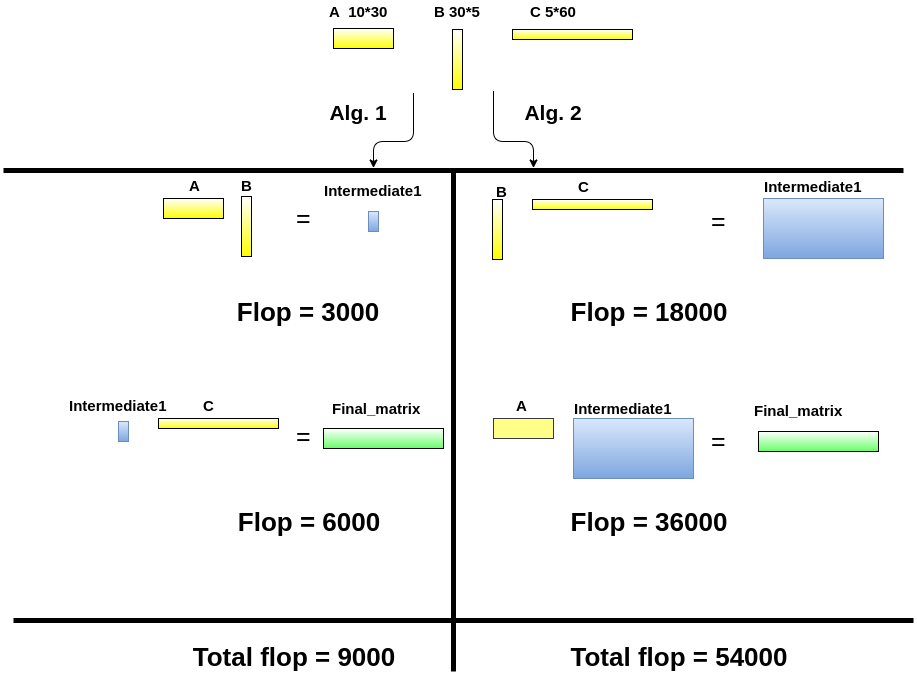 A  10*30
B 30*5
C 5*60
Alg. 1
Alg. 2
A
B
=
Intermediate1
Flop = 3000
Intermediate1
C
=
Final_matrix
Flop = 6000
Total flop = 9000
B
C
=
Intermediate1
Flop = 18000
A
Intermediate1
=
Final_matrix
Flop = 36000
Total flop = 54000